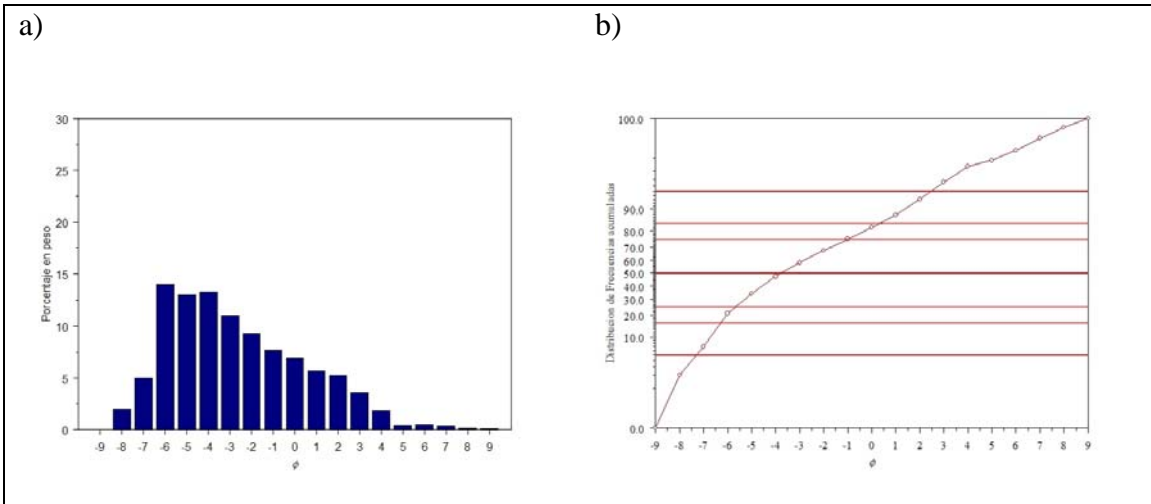 a)
b)
Porcentaje en peso
30
25
20
15
10
5
0
-9 -8 -7 -6 -5 -4 -3 -2 -1 0 1 2 3 4 5 6 7 8 9
φ
Distribucion de Frecuencias acumuladas
100.0
90.0
80.0
70.0
60.0
50.0
40.0
30.0
20.0
10.0
0.0
-9 -8 -7 -6 -5 -4 -3 -2 -1 0 1 2 3 4 5 6 7 8 9
φ